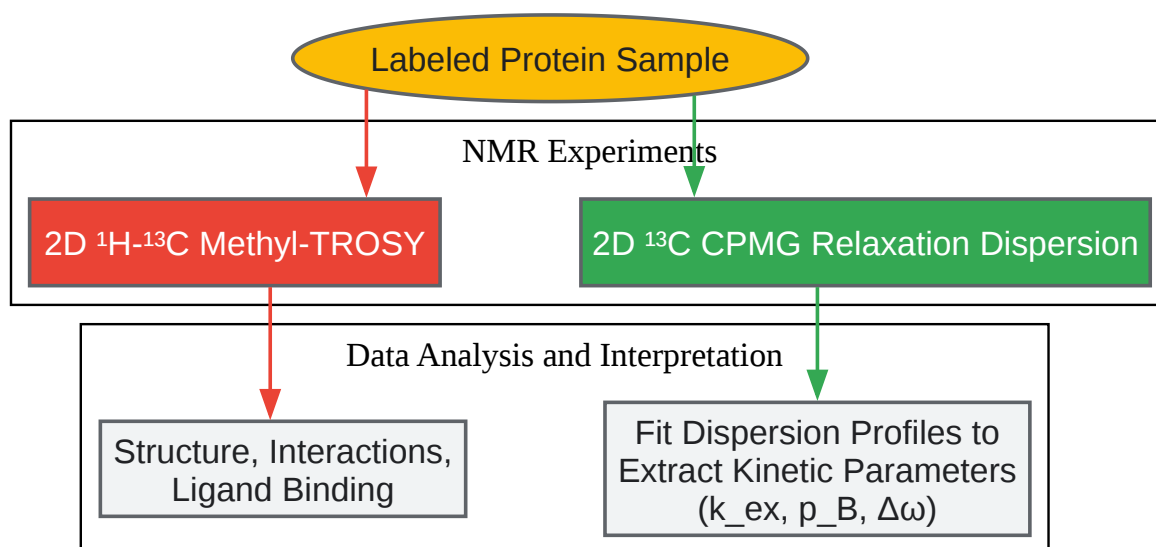 Labeled Protein Sample
NMR Experiments
2D ¹H-¹³C Methyl-TROSY
2D ¹³C CPMG Relaxation Dispersion
Data Analysis and Interpretation
Structure, Interactions,
Ligand Binding
Fit Dispersion Profiles to
Extract Kinetic Parameters
(k_ex, p_B, Δω)